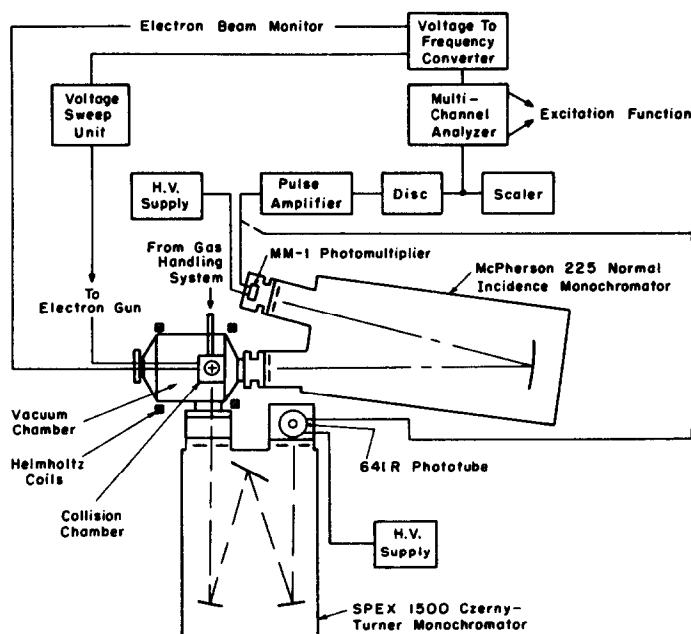 Electron Beam Monitor
Voltage To
Frequency
Converter
Voltage
Sweep
Unit
Multi-
Channel
Analyzer
Excitation Function
H.V.
Supply
Pulse
Amplifier
Disc
Scaler
From Gas
Handling
System
MM-1 Photomultiplier
McPherson 225 Normal
Incidence Monochromator
To
Electron Gun
Vacuum
Chamber
Helmholtz
Coils
Collision
Chamber
641R Phototube
H.V.
Supply
SPEX 1500 Czerny-
Turner Monochromator